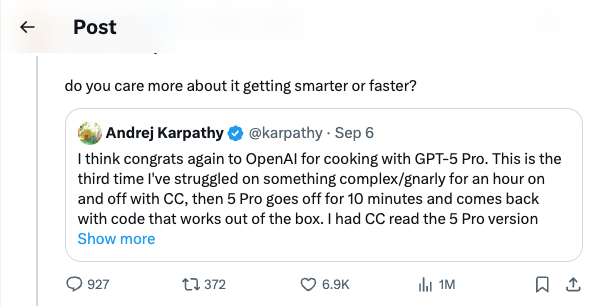 Post
do you care more about it getting smarter or faster?
Andrej Karpathy @karpathy · Sep 6
I think congrats again to OpenAI for cooking with GPT-5 Pro. This is the
third time I've struggled on something complex/gnarly for an hour on
and off with CC, then 5 Pro goes off for 10 minutes and comes back
with code that works out of the box. I had CC read the 5 Pro version
Show more
927 372 6.9K 1M